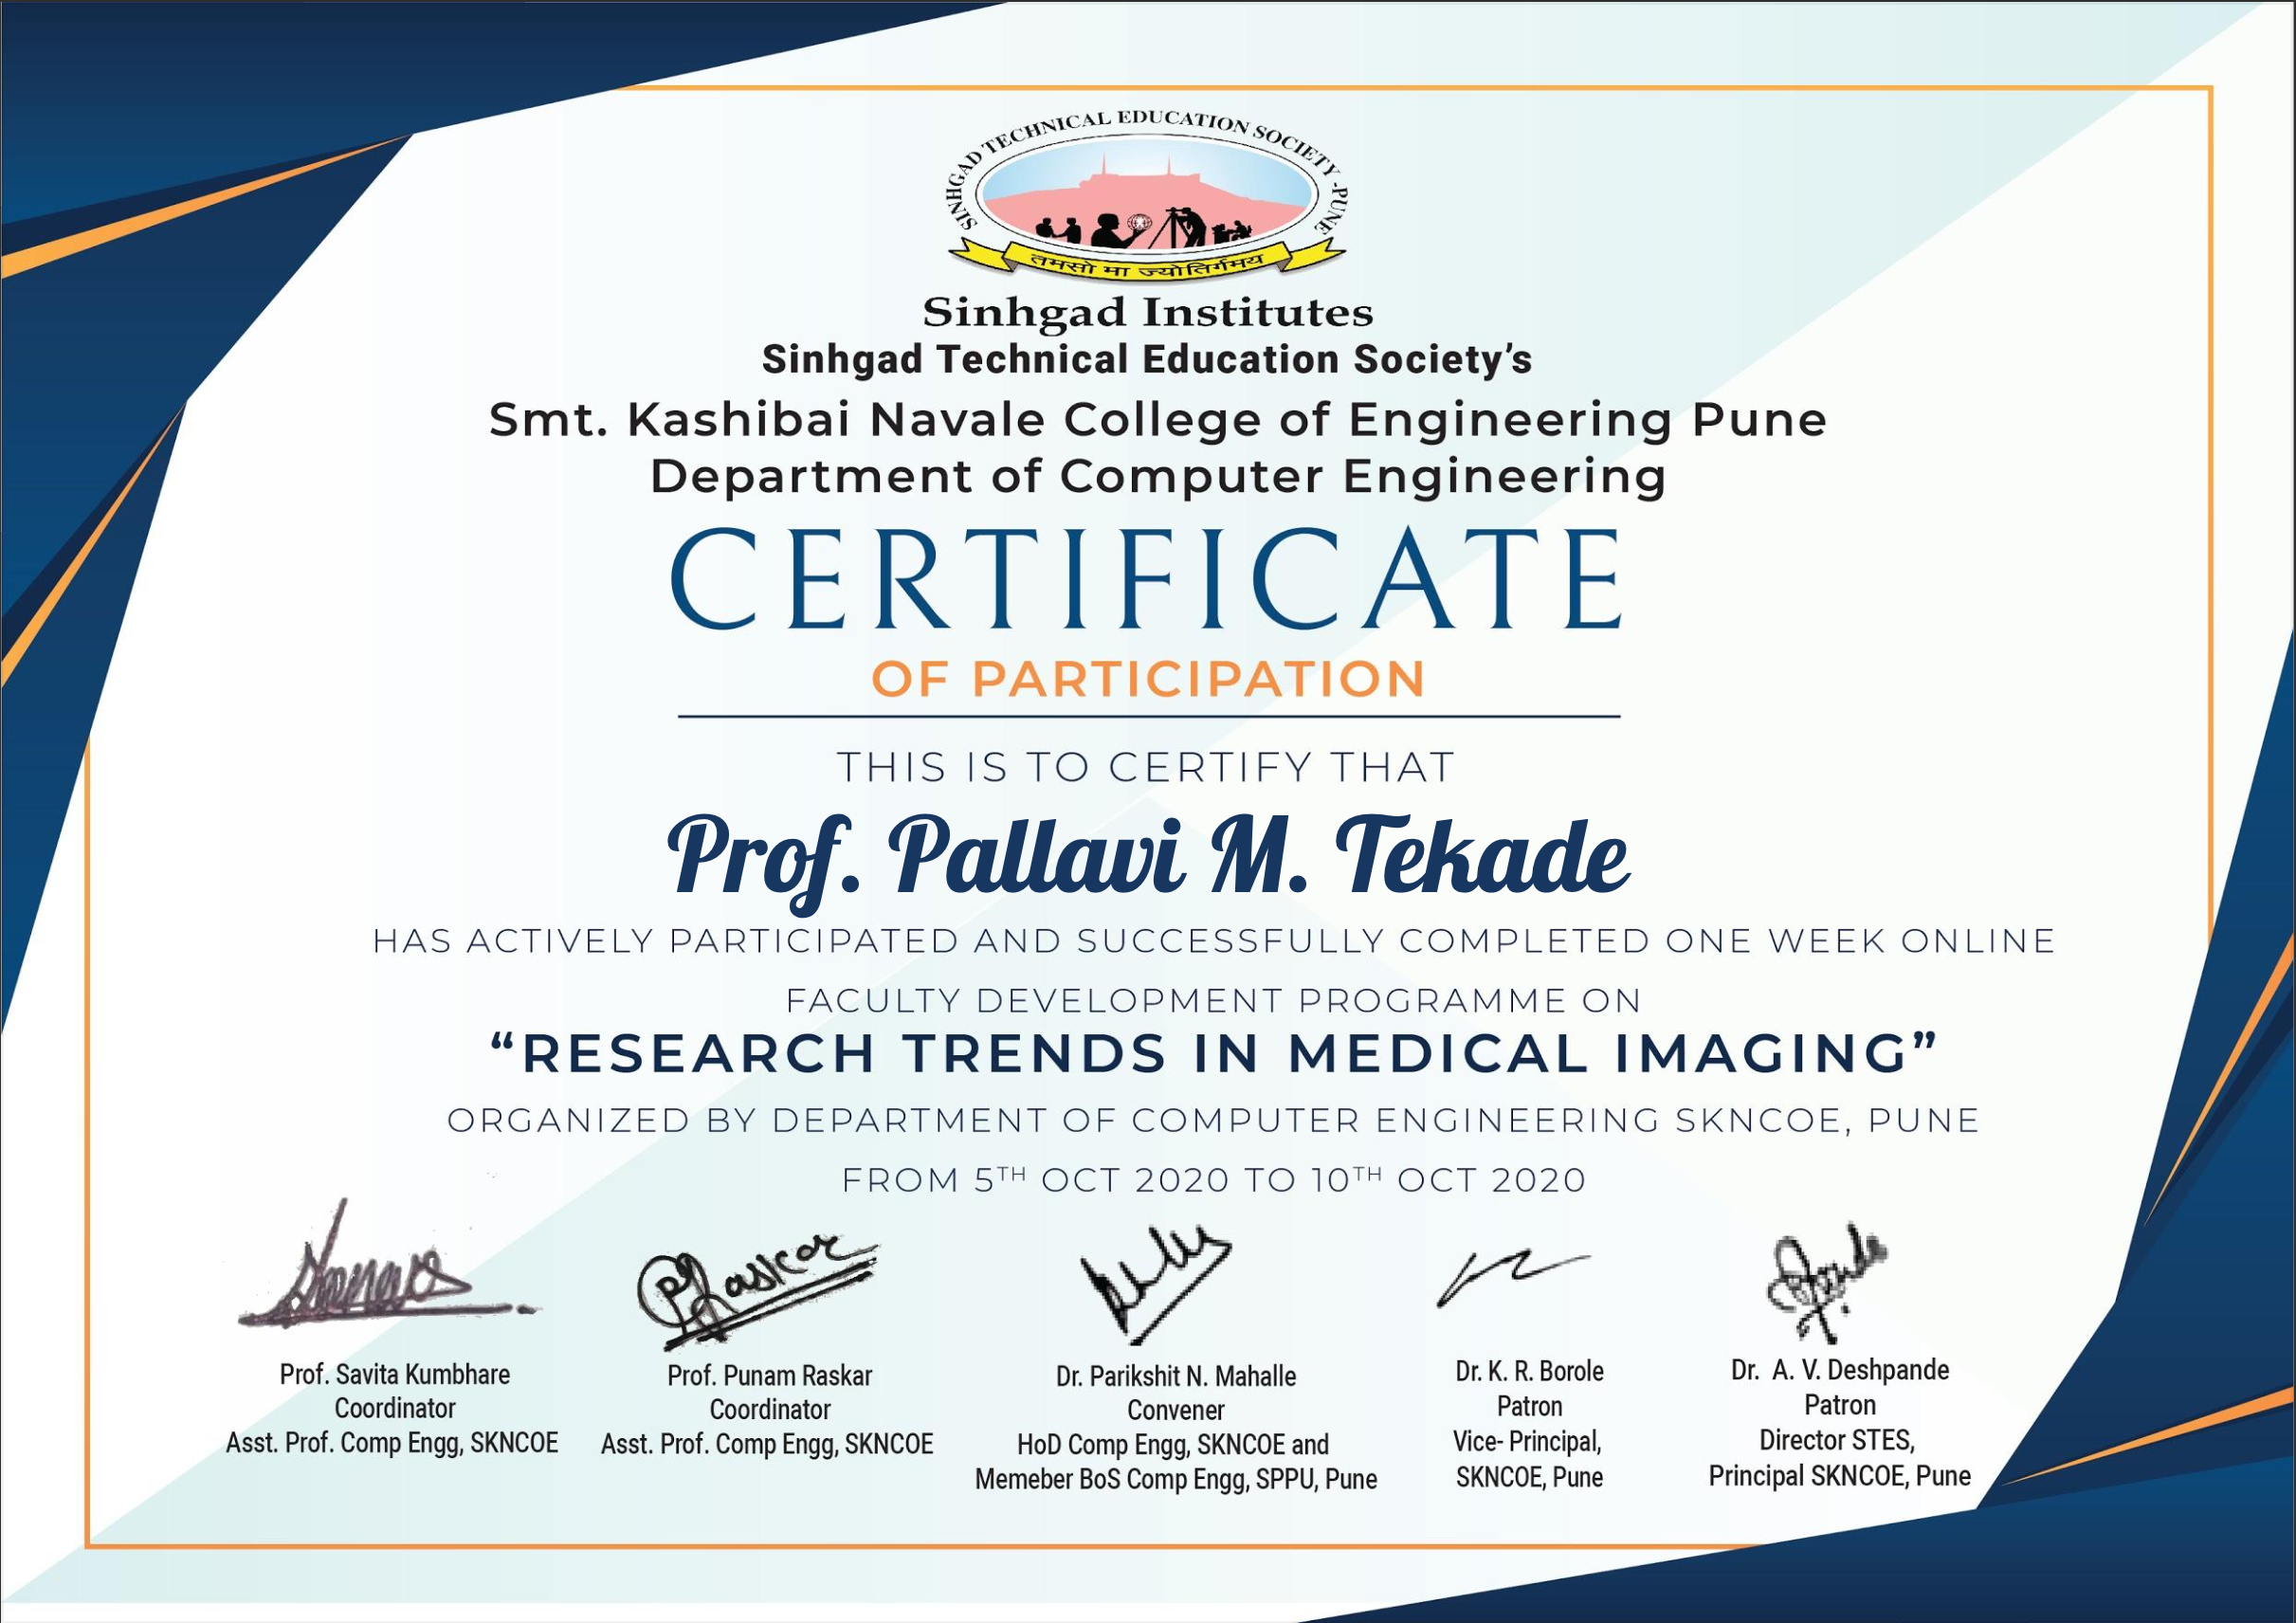 SINHGAD TECHNICAL EDUCATION SOCIETY - PUNE
तमसो मा ज्योतिर्गमय
Sinhgad Institutes
Sinhgad Technical Education Society’s
Smt. Kashibai Navale College of Engineering Pune
Department of Computer Engineering
CERTIFICATE
OF PARTICIPATION
THIS IS TO CERTIFY THAT
Prof. Pallavi M. Tekade
HAS ACTIVELY PARTICIPATED AND SUCCESSFULLY COMPLETED ONE WEEK ONLINE
FACULTY DEVELOPMENT PROGRAMME ON
“RESEARCH TRENDS IN MEDICAL IMAGING”
ORGANIZED BY DEPARTMENT OF COMPUTER ENGINEERING SKNCOE, PUNE
FROM 5TH OCT 2020 TO 10TH OCT 2020
PRaskar
Prof. Savita Kumbhare
Coordinator
Asst. Prof. Comp Engg, SKNCOE
Prof. Punam Raskar
Coordinator
Asst. Prof. Comp Engg, SKNCOE
Dr. Parikshit N. Mahalle
Convener
HoD Comp Engg, SKNCOE and
Memeber BoS Comp Engg, SPPU, Pune
Dr. K. R. Borole
Patron
Vice- Principal,
SKNCOE, Pune
Dr. A. V. Deshpande
Patron
Director STES,
Principal SKNCOE, Pune